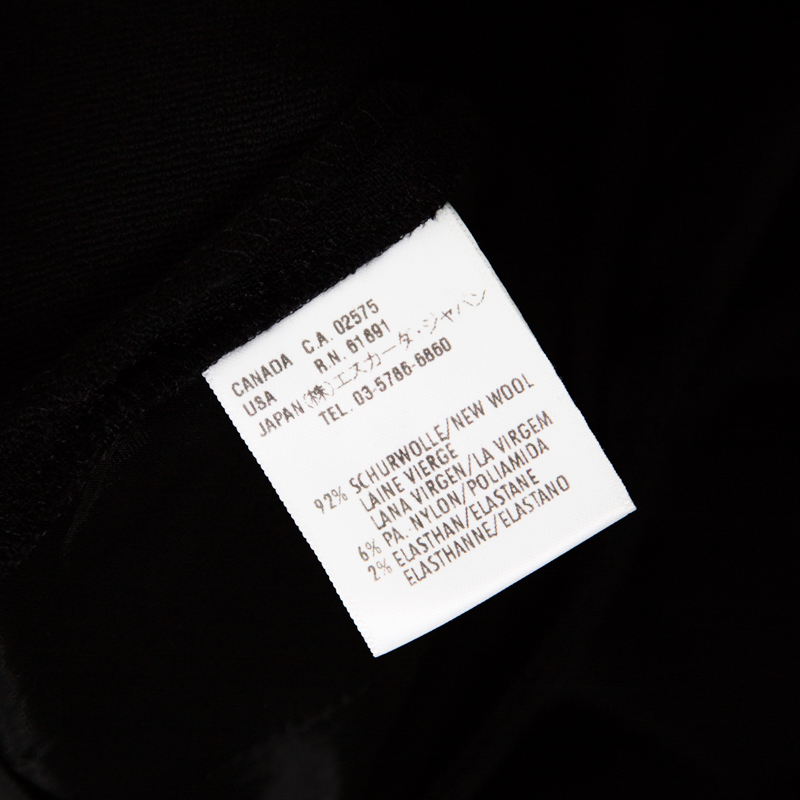 CANADA C.A. 02575
USA R.N. 61891
JAPAN (株)エスカーダ・ジャパン
TEL. 03-5786-6860
92% SCHURWOLLE/NEW WOOL
LAINE VIERGE
LANA VIRGEN/LA VIRGEM
6% PA. NYLON/POLIAMIDA
2% ELASTHAN/ELASTANE
ELASTHANNE/ELASTANO